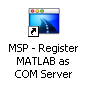 MSP - Register
MATLAB as
COM Server